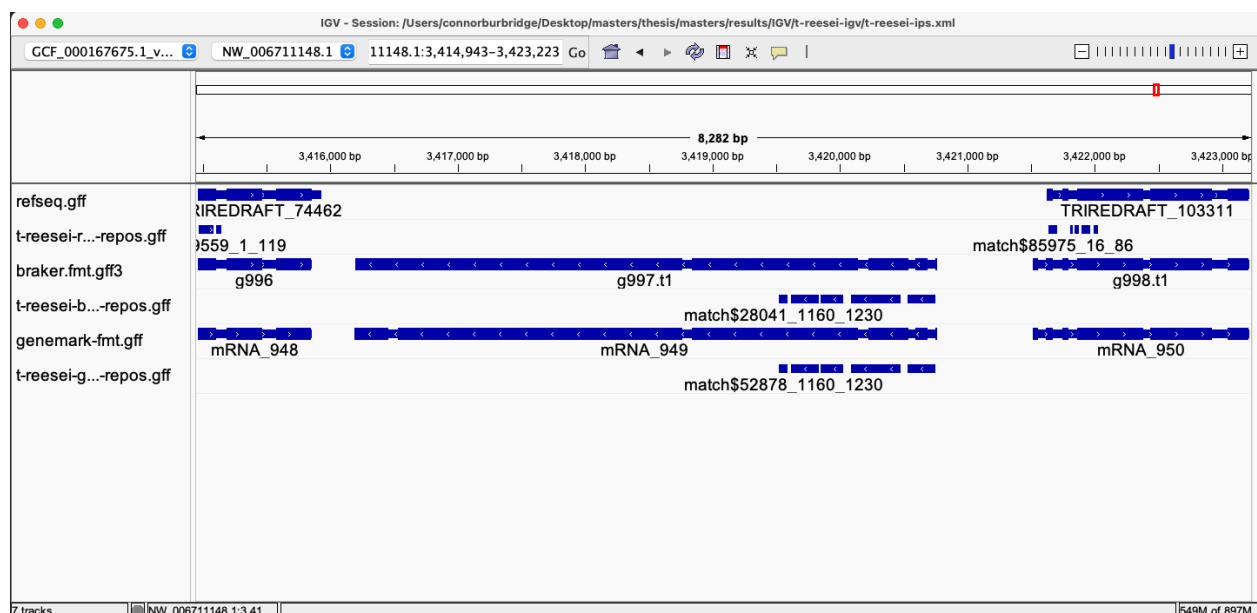 IGV - Session: /Users/connorburbridge/Desktop/masters/thesis/masters/results/IGV/t-reesei-igv/t-reesei-ips.xml
GCF_000167675.1_v... NW_006711148.1 11148.1:3,414,943-3,423,223 Go
8,282 bp
3,416,000 bp 3,417,000 bp 3,418,000 bp 3,419,000 bp 3,420,000 bp 3,421,000 bp 3,422,000 bp 3,423,000 bp
refseq.gff
RIREDRAFT_74462 TRIREDRAFT_103311
t-reesei-r...-repos.gff
9559_1_119 match$85975_16_86
braker.fmt.gff3
g996 g997.t1 g998.t1
t-reesei-b...-repos.gff
match$28041_1160_1230
genemark-fmt.gff
mRNA_948 mRNA_949 mRNA_950
t-reesei-g...-repos.gff
match$52878_1160_1230
7 tracks NW_006711148.1:3,41 549M of 897M